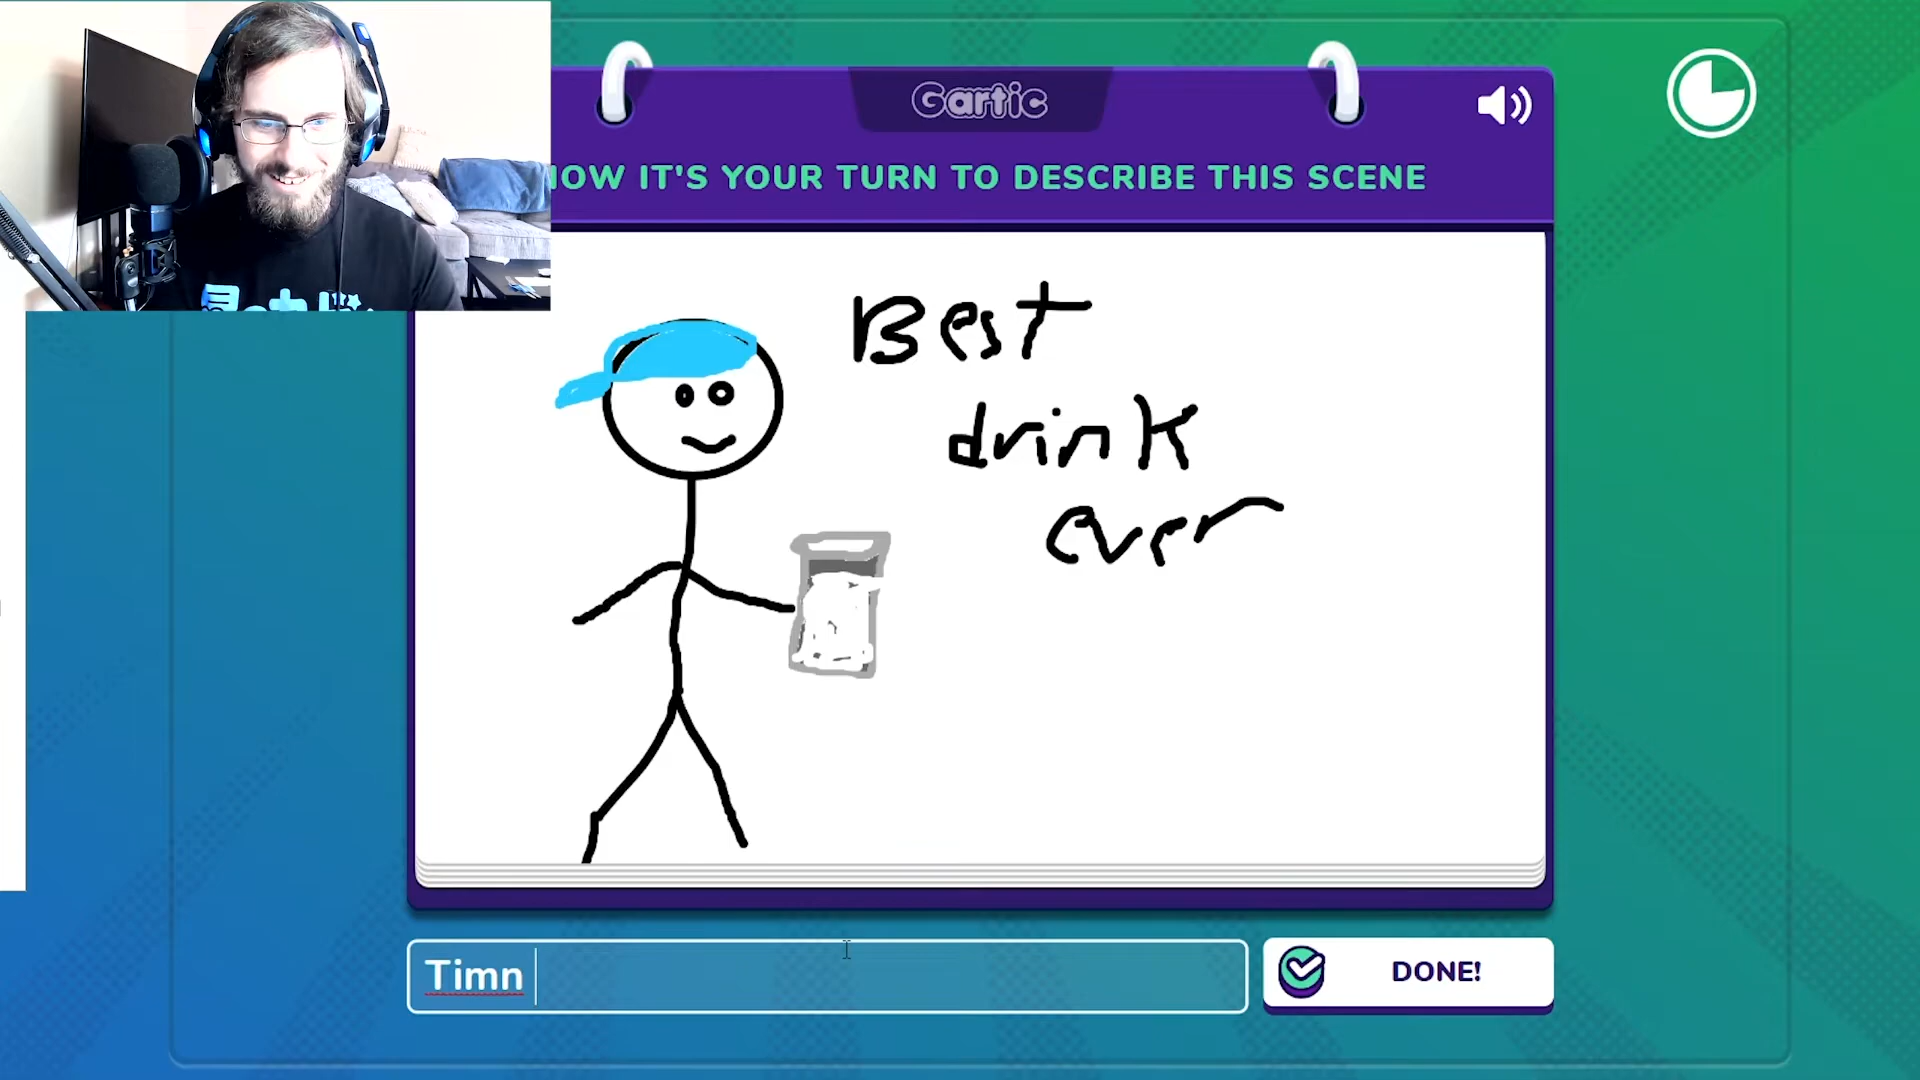 Gartic
NOW IT'S YOUR TURN TO DESCRIBE THIS SCENE
Best
drink
ever
Timn
DONE!